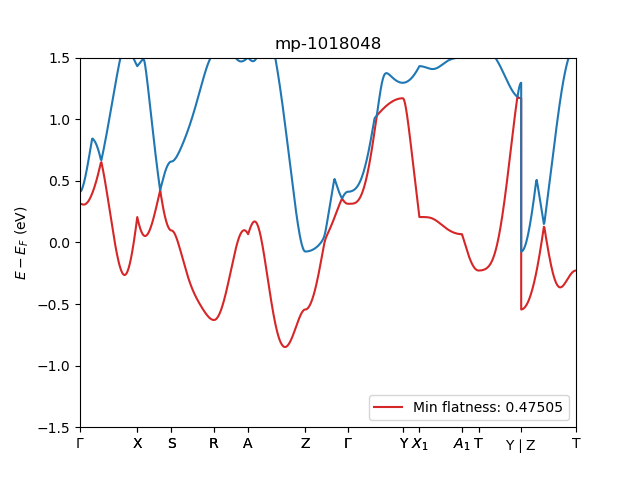 mp-1018048
E − E_F (eV)
1.5
1.0
0.5
0.0
−0.5
−1.0
−1.5
Min flatness: 0.47505
Γ X S R A Z Γ Y X₁ A₁ T Y | Z T